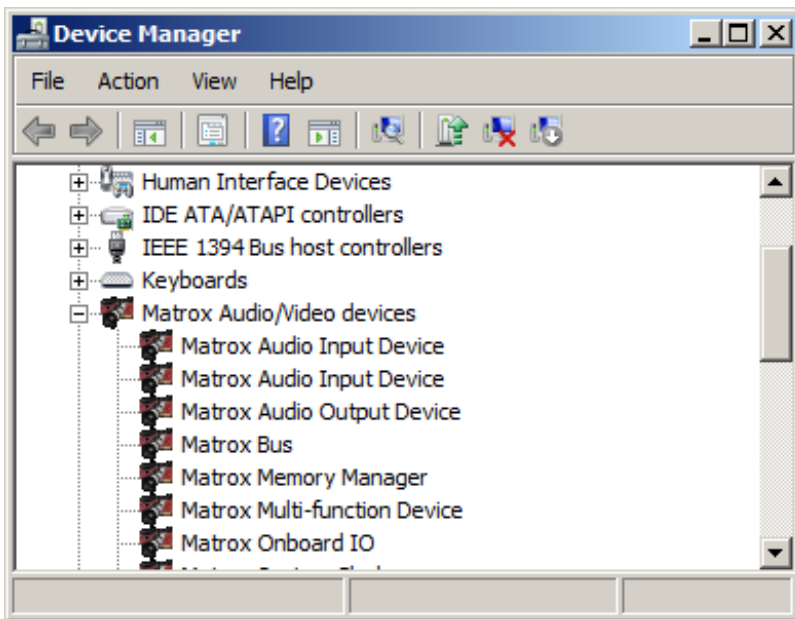 Device Manager
File Action View Help
Human Interface Devices
IDE ATA/ATAPI controllers
IEEE 1394 Bus host controllers
Keyboards
Matrox Audio/Video devices
Matrox Audio Input Device
Matrox Audio Input Device
Matrox Audio Output Device
Matrox Bus
Matrox Memory Manager
Matrox Multi-function Device
Matrox Onboard IO